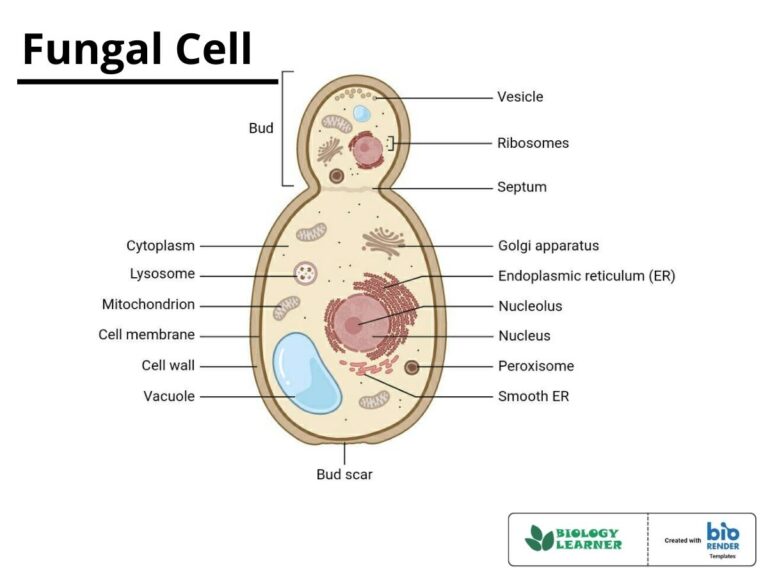 Fungal Cell
Bud
Vesicle
Ribosomes
Septum
Cytoplasm
Lysosome
Mitochondrion
Cell membrane
Cell wall
Vacuole
Golgi apparatus
Endoplasmic reticulum (ER)
Nucleolus
Nucleus
Peroxisome
Smooth ER
Bud scar
BIOLOGY
LEARNER
Created with
bio
RENDER
Templates